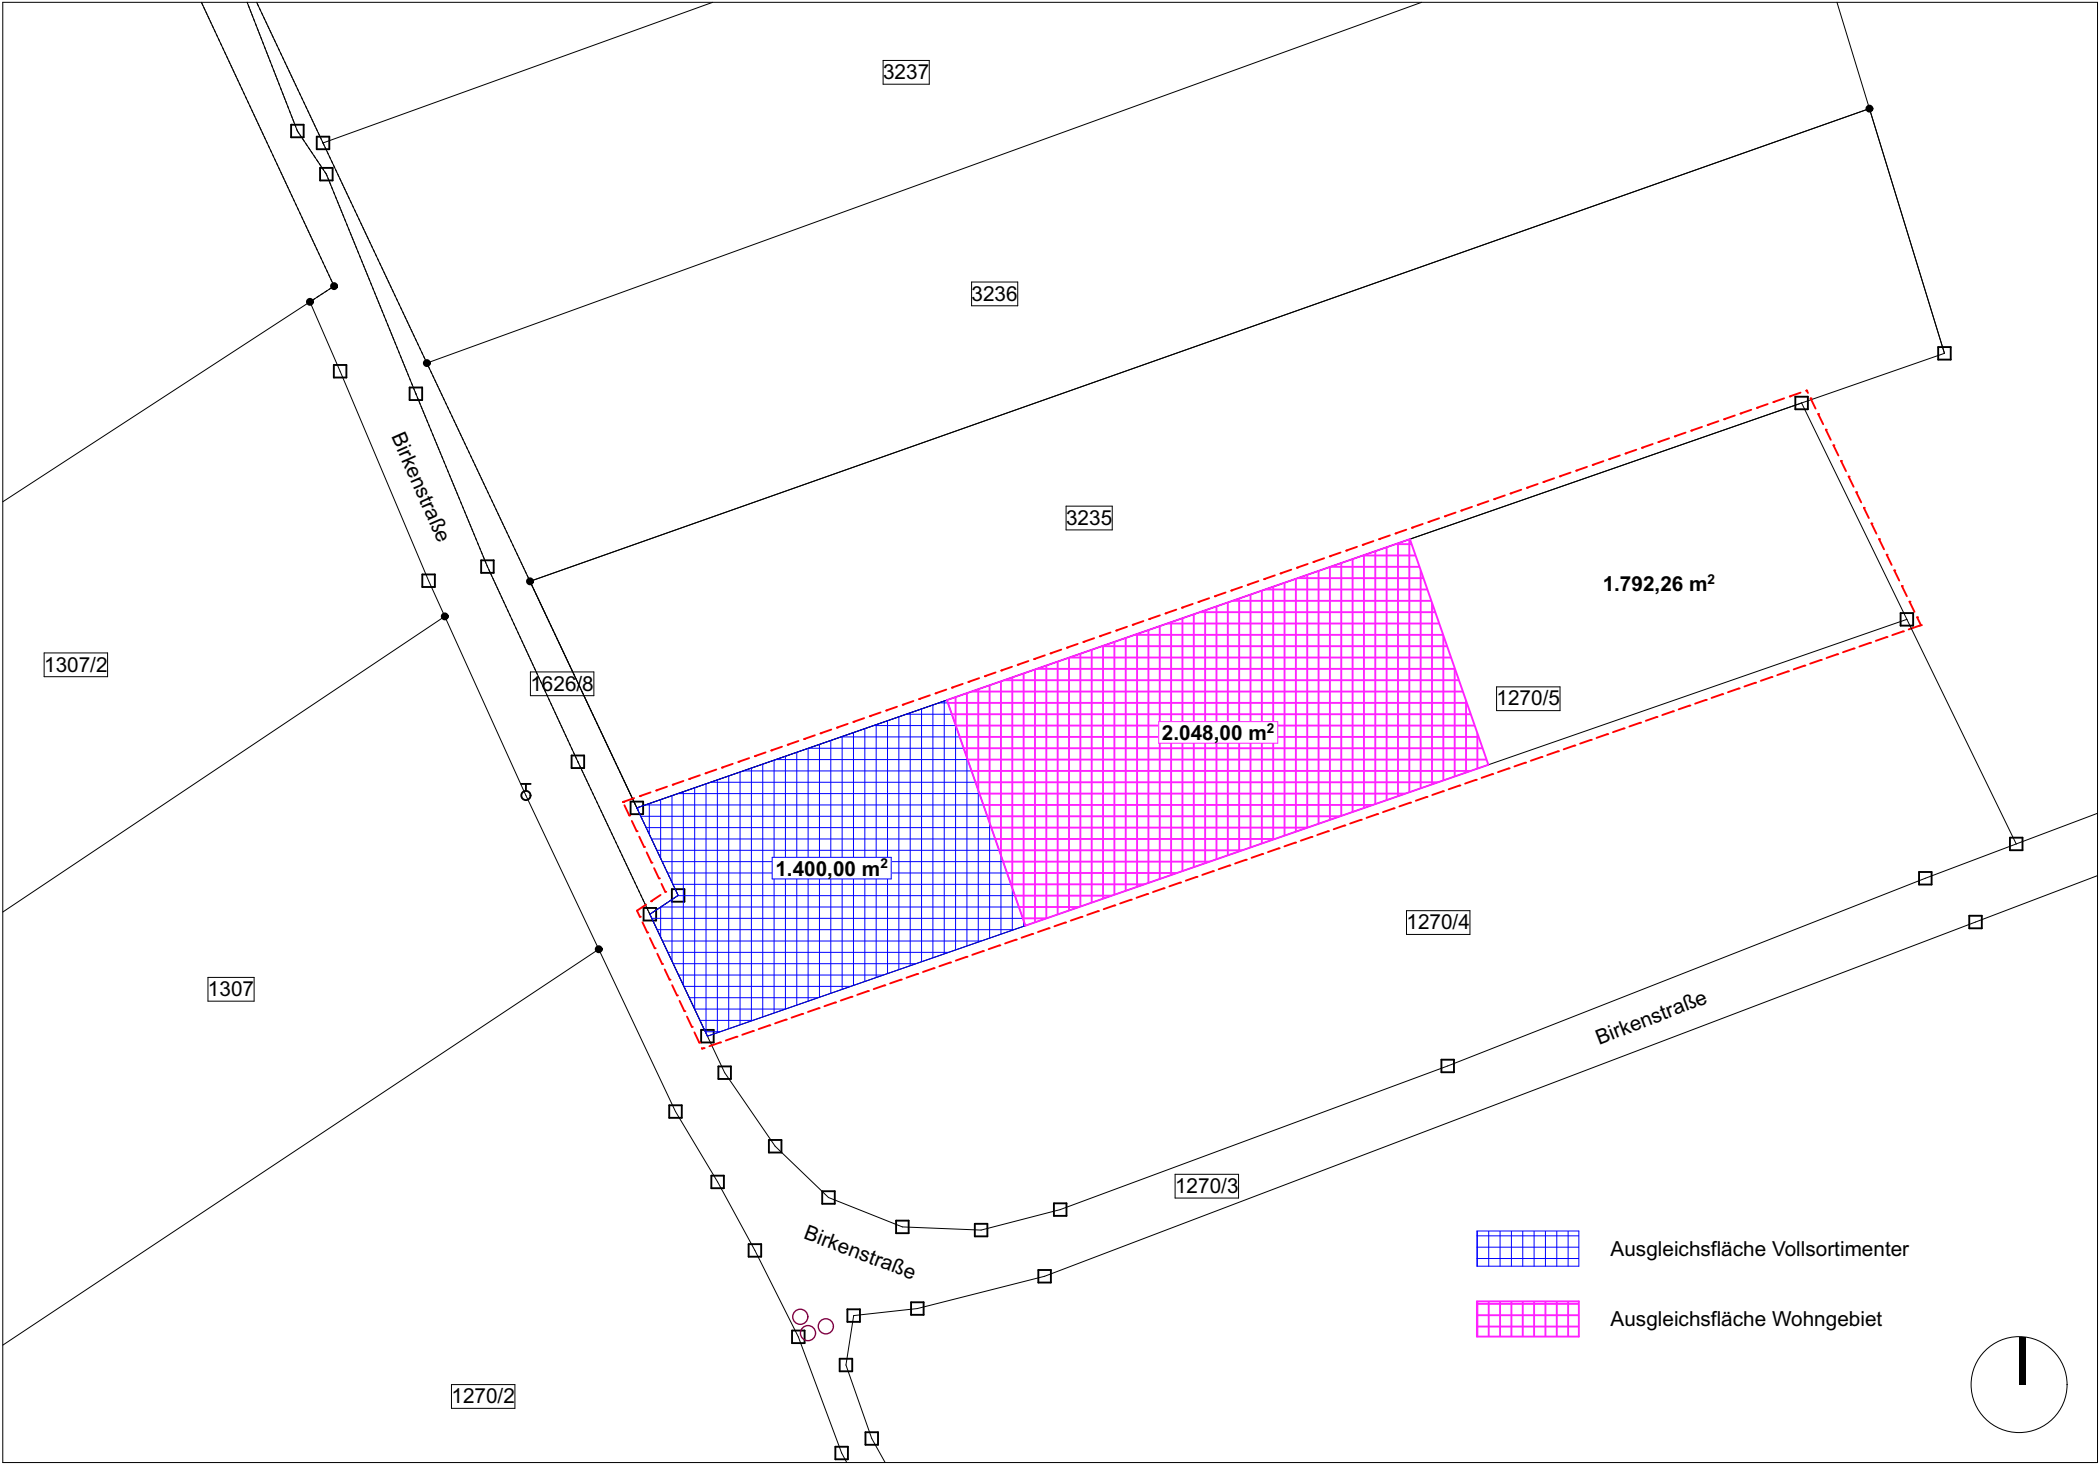 3237
3236
Birkenstraße
3235
1.792,26 m²
1307/2
1626/8
1270/5
2.048,00 m²
1.400,00 m²
1270/4
1307
Birkenstraße
1270/3
Birkenstraße
Ausgleichsfläche Vollsortimenter
Ausgleichsfläche Wohngebiet
1270/2